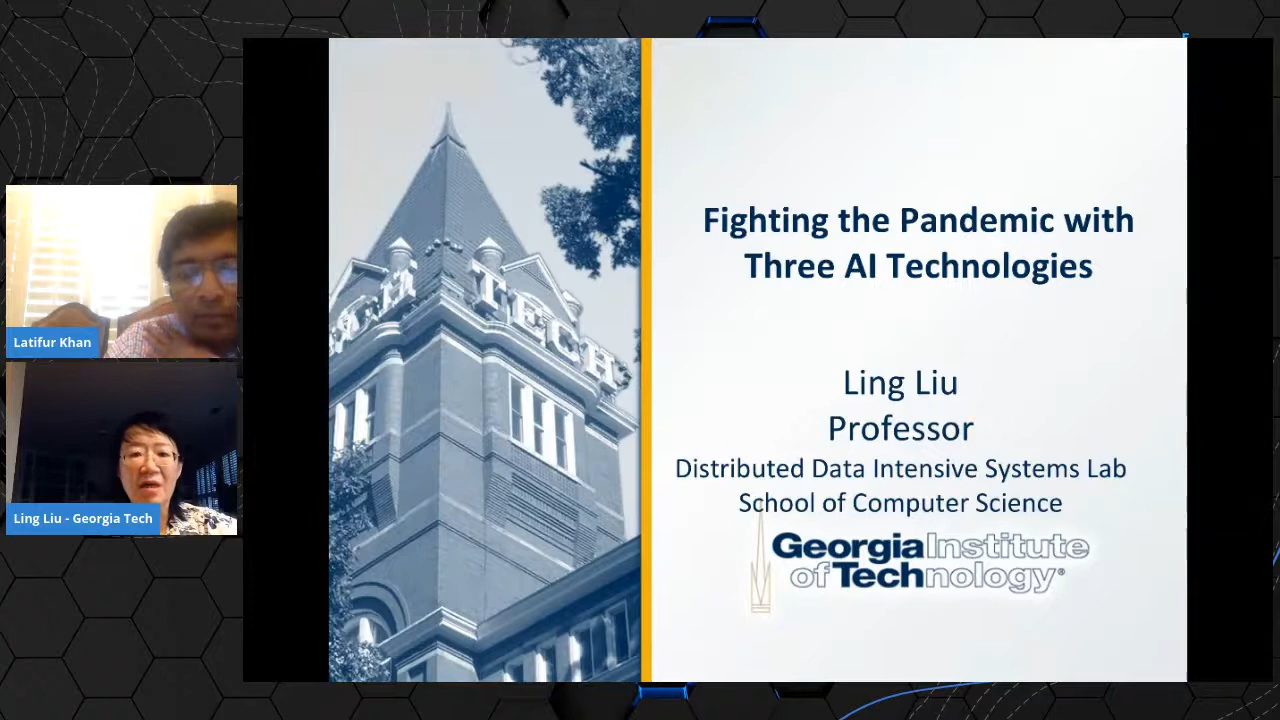 TECH
Latifur Khan
Ling Liu - Georgia Tech
Fighting the Pandemic with
Three AI Technologies
Ling Liu
Professor
Distributed Data Intensive Systems Lab
School of Computer Science
Georgia Institute
of Technology®